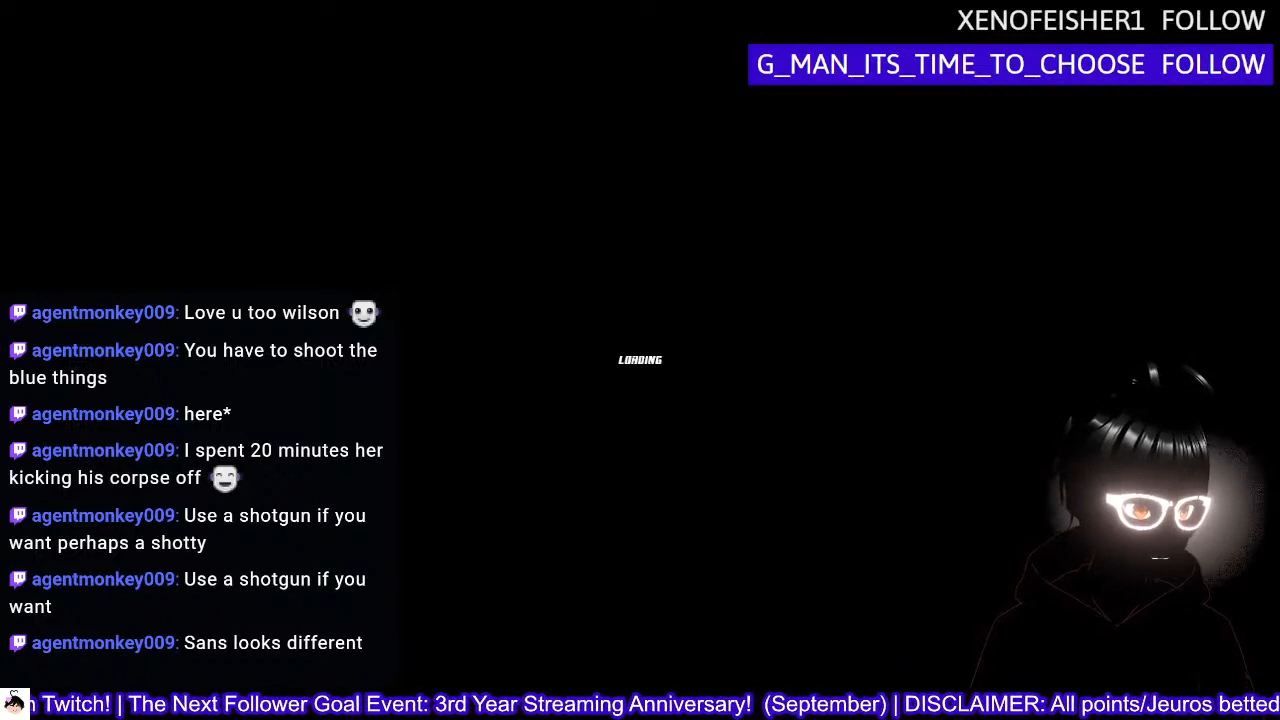 XENOFEISHER1 FOLLOW
G_MAN_ITS_TIME_TO_CHOOSE FOLLOW
agentmonkey009: Love u too wilson
agentmonkey009: You have to shoot the
blue things
LOADING
agentmonkey009: here*
agentmonkey009: I spent 20 minutes her
kicking his corpse off
agentmonkey009: Use a shotgun if you
want perhaps a shotty
agentmonkey009: Use a shotgun if you
want
agentmonkey009: Sans looks different
n Twitch! | The Next Follower Goal Event: 3rd Year Streaming Anniversary! (September) | DISCLAIMER: All points/Jeuros betted